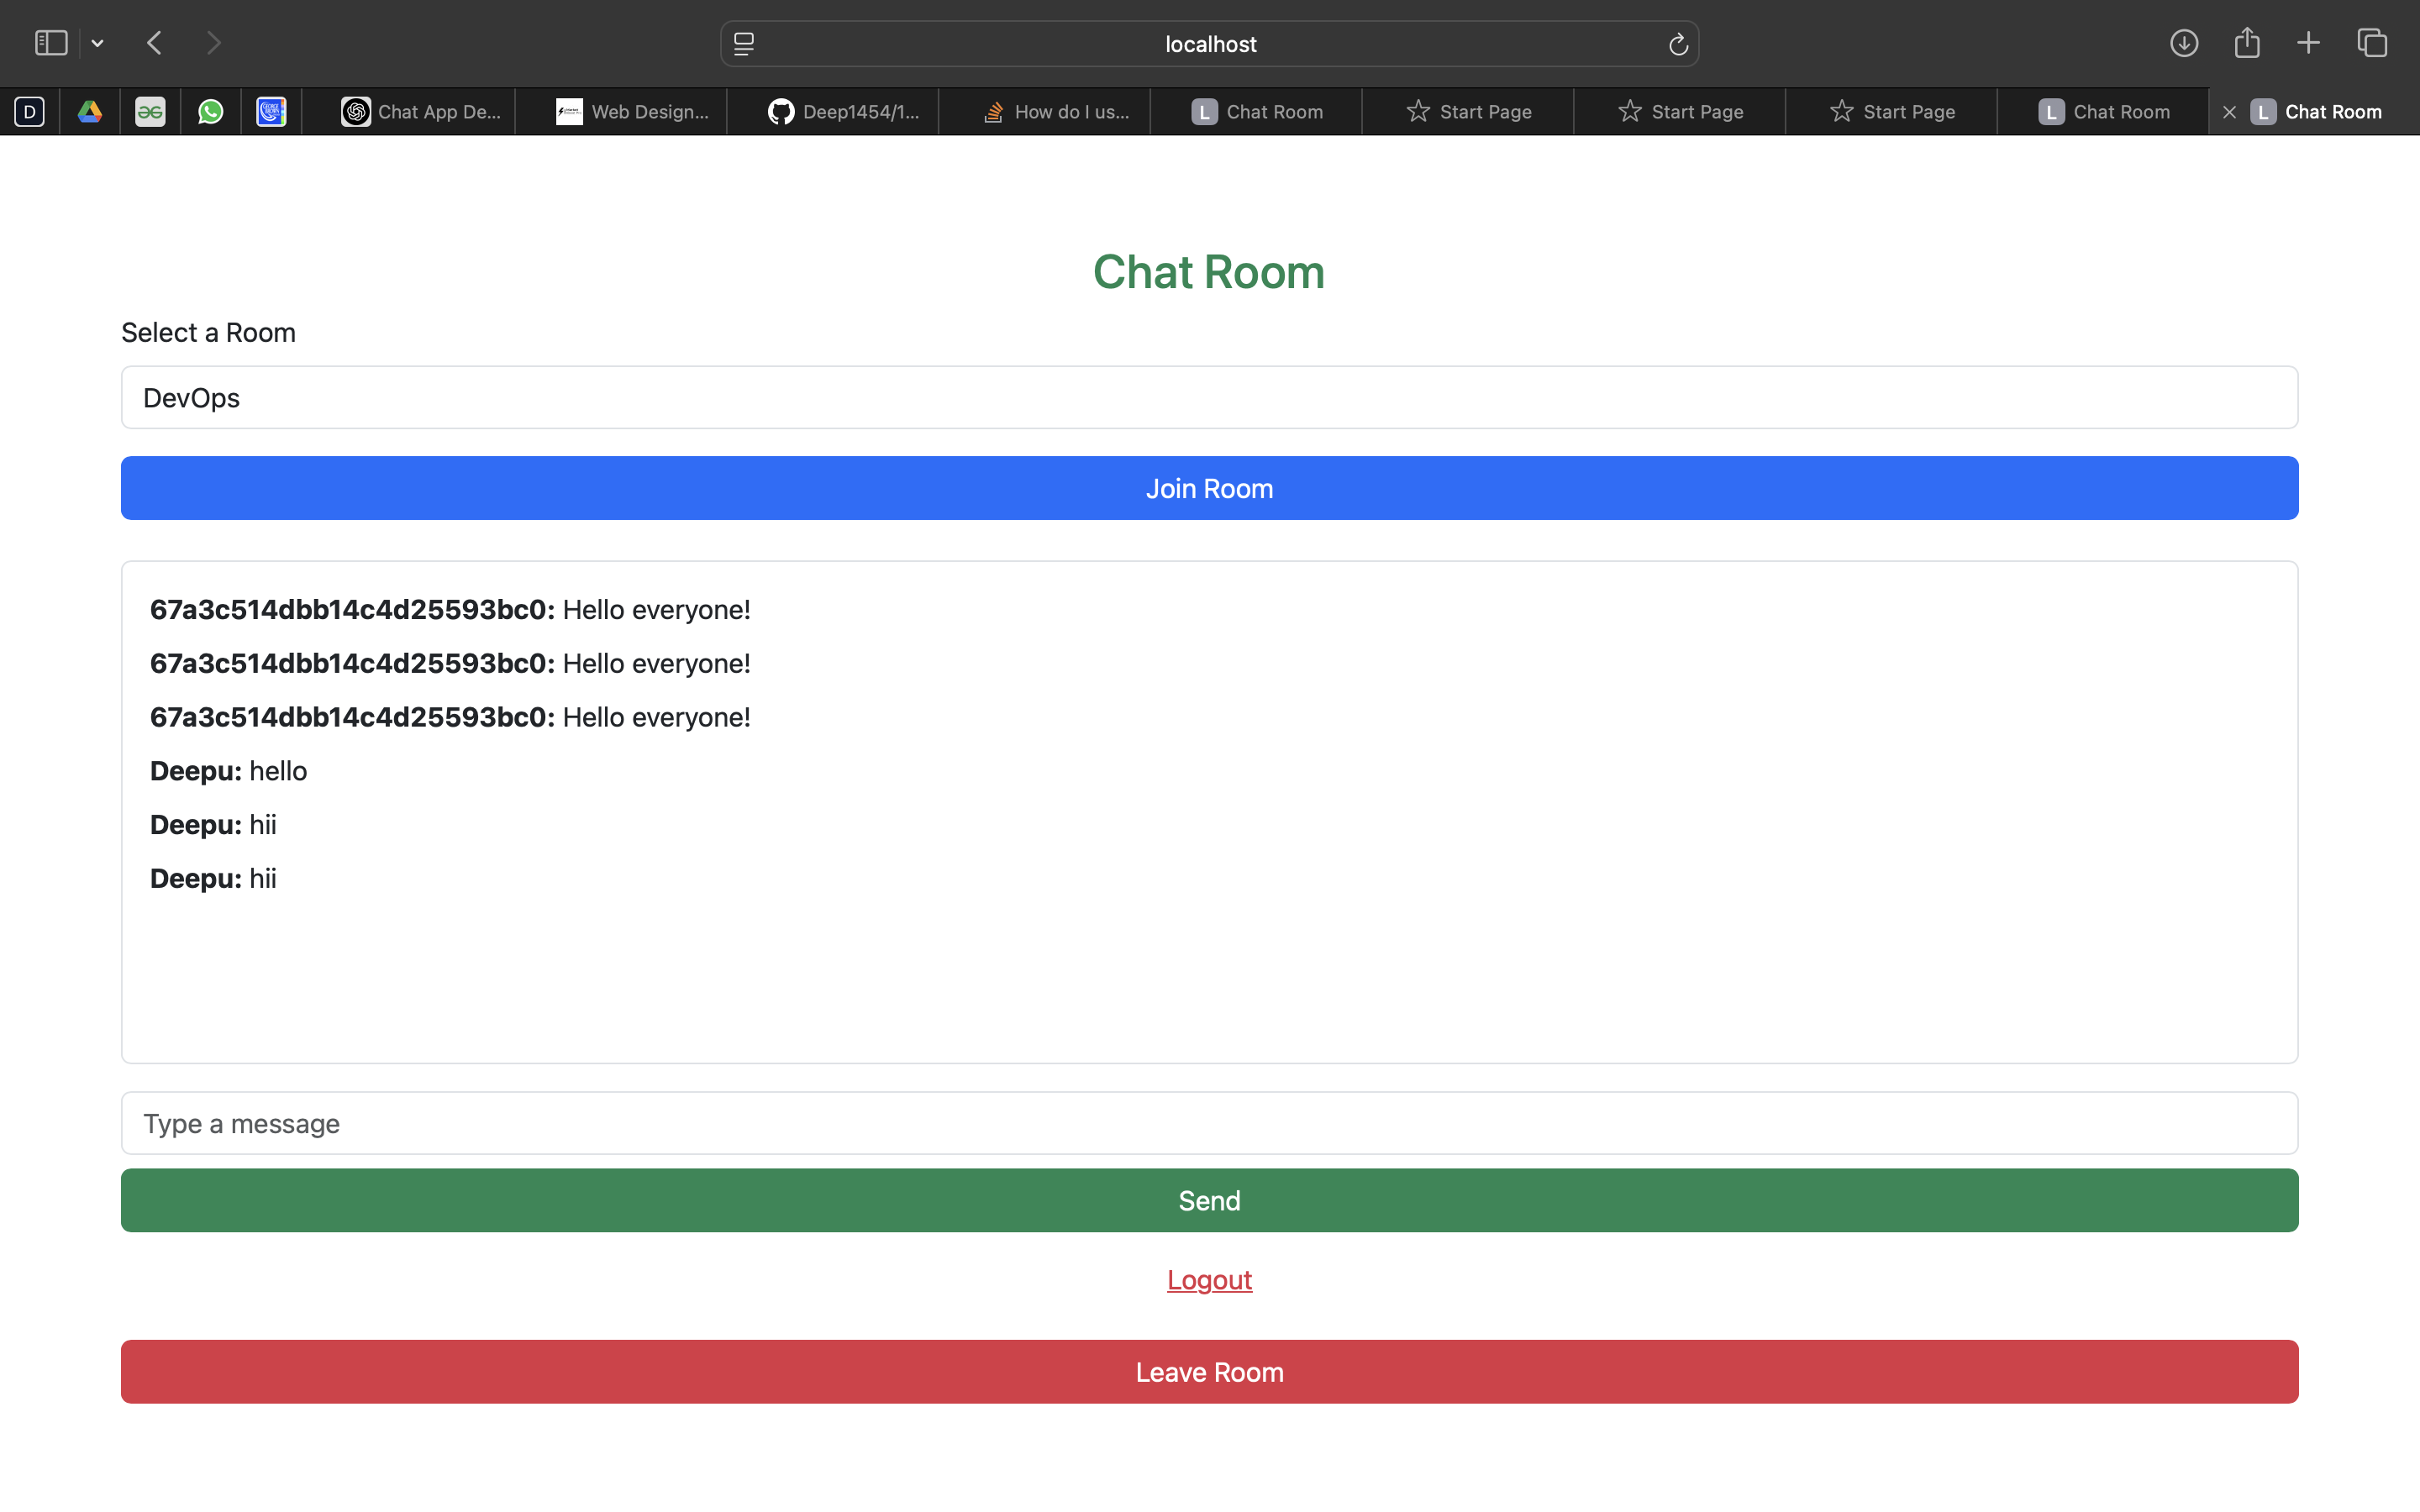 localhost
D
Chat App De...
Web Design...
Deep1454/1...
How do I us...
L Chat Room
Start Page
Start Page
Start Page
L Chat Room
L Chat Room
Chat Room
Select a Room
DevOps
Join Room
67a3c514dbb14c4d25593bc0: Hello everyone!
67a3c514dbb14c4d25593bc0: Hello everyone!
67a3c514dbb14c4d25593bc0: Hello everyone!
Deepu: hello
Deepu: hii
Deepu: hii
Type a message
Send
Logout
Leave Room